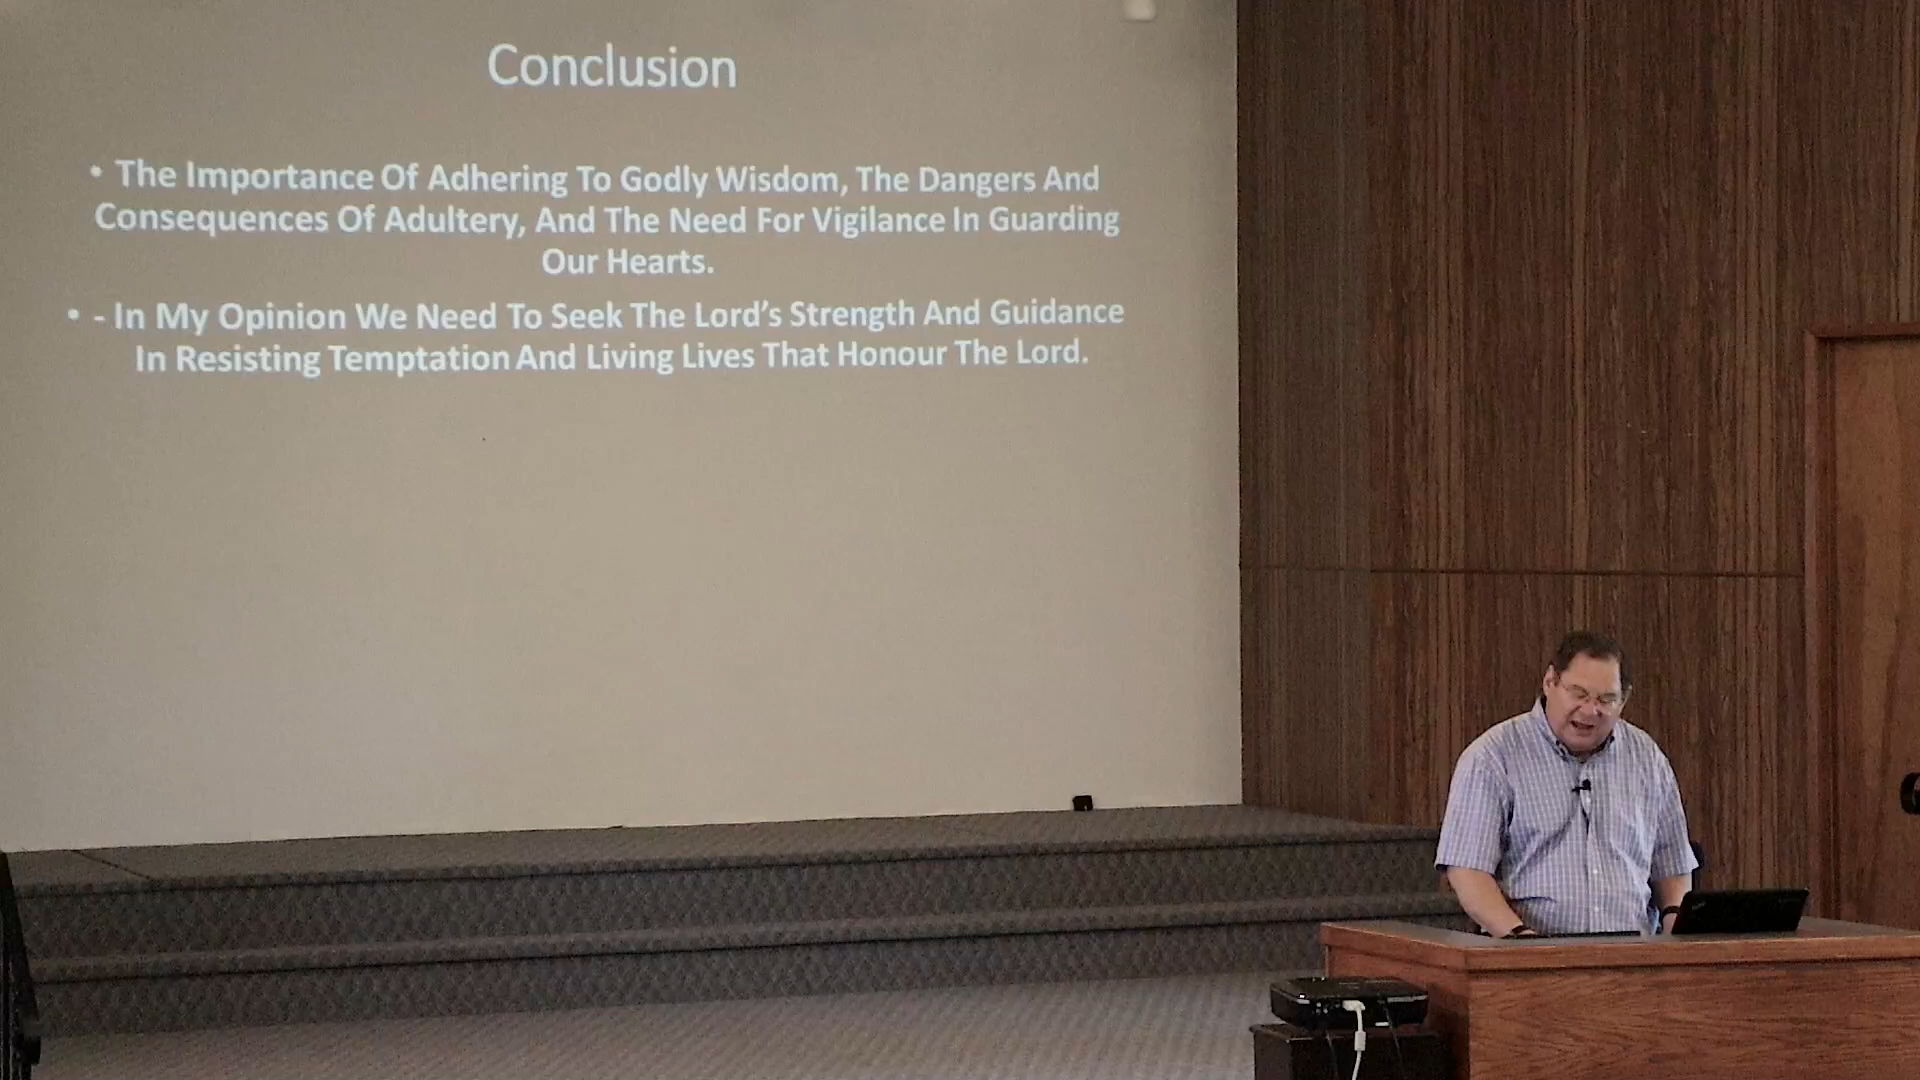 Conclusion
• The Importance Of Adhering To Godly Wisdom, The Dangers And
Consequences Of Adultery, And The Need For Vigilance In Guarding
Our Hearts.
• - In My Opinion We Need To Seek The Lord's Strength And Guidance
In Resisting Temptation And Living Lives That Honour The Lord.